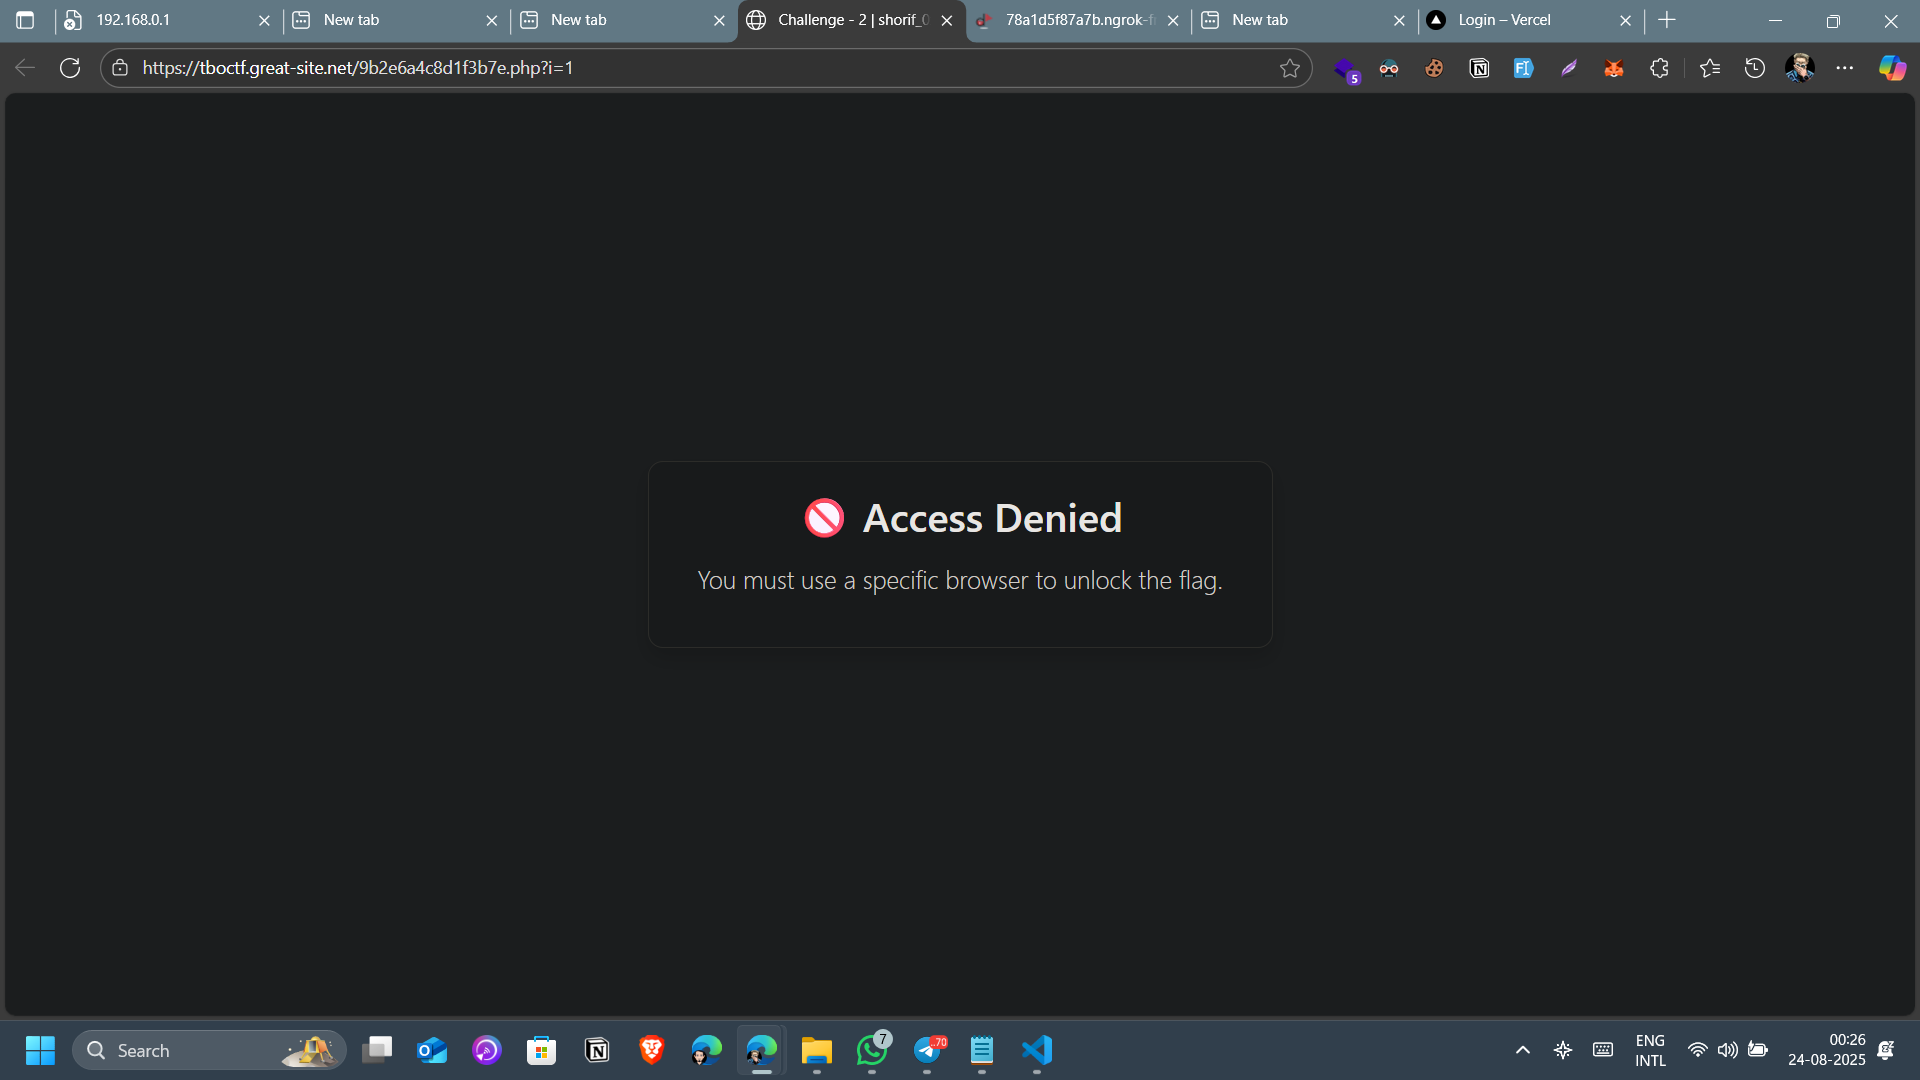 192.168.0.1
New tab
New tab
Challenge - 2 | shorif_0
78a1d5f87a7b.ngrok-f
New tab
Login – Vercel
https://tboctf.great-site.net/9b2e6a4c8d1f3b7e.php?i=1
5
Access Denied
You must use a specific browser to unlock the flag.
Search
7
70
ENG
INTL
00:26
24-08-2025